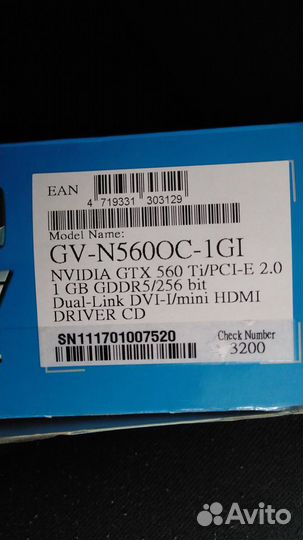 EAN
4 719331 303129
Model Name:
GV-N560OC-1GI
NVIDIA GTX 560 Ti/PCI-E 2.0
1 GB GDDR5/256 bit
Dual-Link DVI-I/mini HDMI
DRIVER CD
SN111701007520
Check Number
3200
Avito